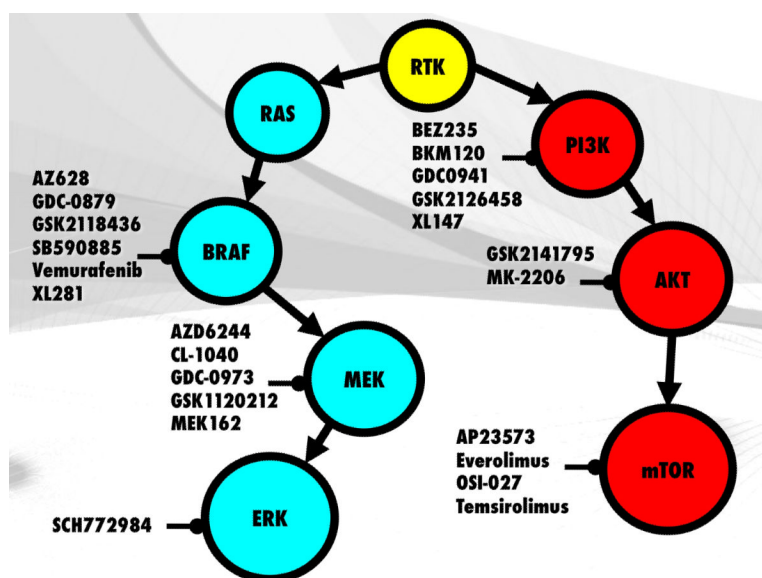 RTK
RAS
PI3K
BEZ235
BKM120
GDC0941
GSK2126458
XL147
AZ628
GDC-0879
GSK2118436
SB590885
Vemurafenib
XL281
BRAF
GSK2141795
MK-2206
AKT
AZD6244
CL-1040
GDC-0973
GSK1120212
MEK162
MEK
AP23573
Everolimus
OSI-027
Temsirolimus
mTOR
SCH772984
ERK